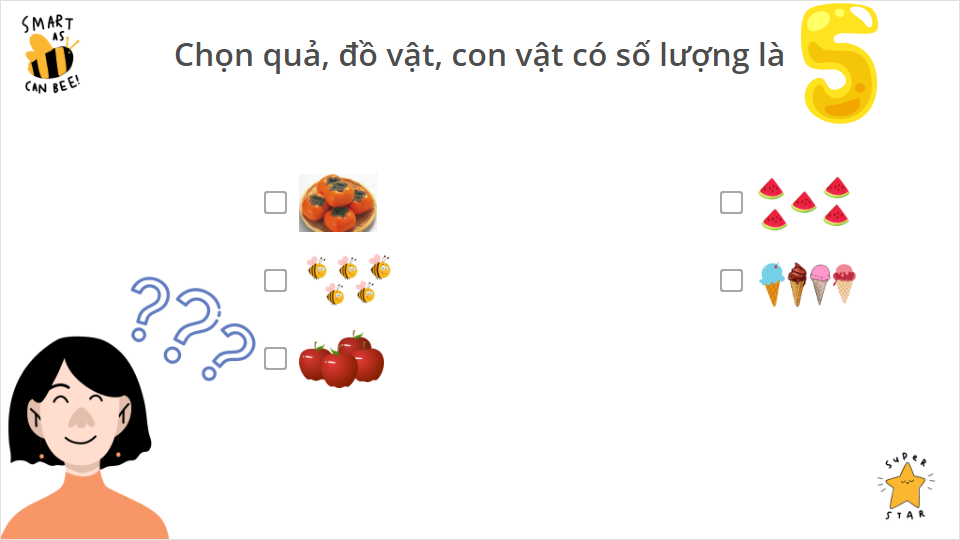 SMART
AS
CAN BEE!
Chọn quả, đồ vật, con vật có số lượng là
5
???
SUPER
STAR